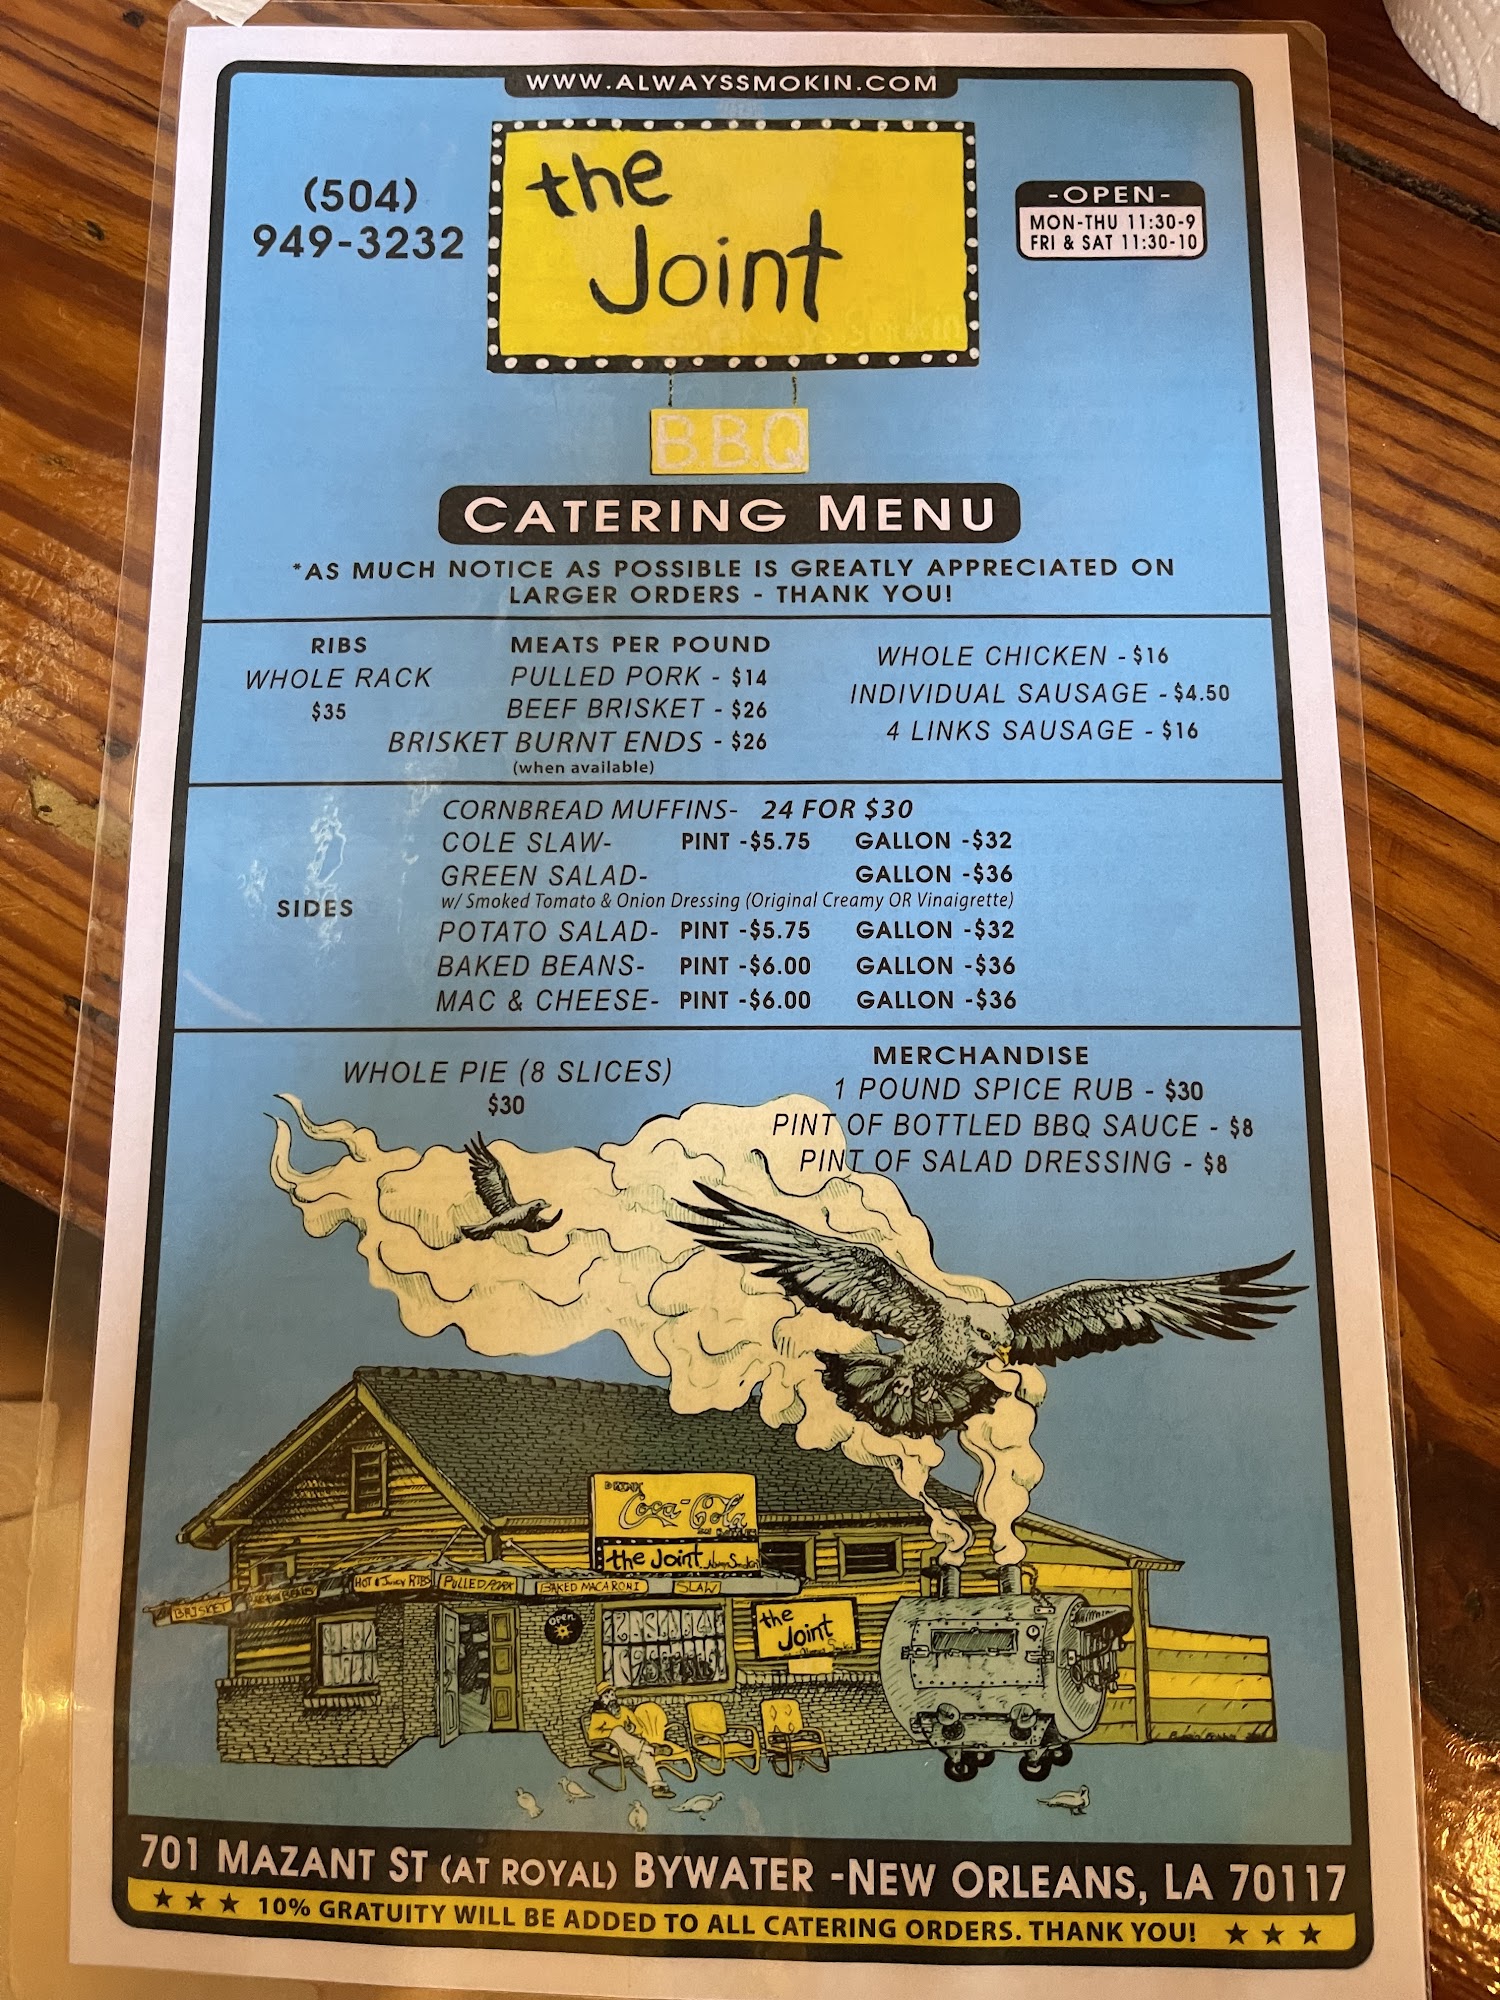 WWW.ALWAYSSMOKIN.COM
(504)
949-3232
the
Joint
BBQ
-OPEN-
MON-THU 11:30-9
FRI & SAT 11:30-10
CATERING MENU
*AS MUCH NOTICE AS POSSIBLE IS GREATLY APPRECIATED ON
LARGER ORDERS - THANK YOU!
RIBS
WHOLE RACK
$35
MEATS PER POUND
PULLED PORK - $14
BEEF BRISKET - $26
BRISKET BURNT ENDS - $26
(when available)
WHOLE CHICKEN - $16
INDIVIDUAL SAUSAGE - $4.50
4 LINKS SAUSAGE - $16
SIDES
CORNBREAD MUFFINS- 24 FOR $30
COLE SLAW- PINT -$5.75 GALLON -$32
GREEN SALAD- GALLON -$36
w/ Smoked Tomato & Onion Dressing (Original Creamy OR Vinaigrette)
POTATO SALAD- PINT -$5.75 GALLON -$32
BAKED BEANS- PINT -$6.00 GALLON -$36
MAC & CHEESE- PINT -$6.00 GALLON -$36
WHOLE PIE (8 SLICES)
$30
MERCHANDISE
1 POUND SPICE RUB - $30
PINT OF BOTTLED BBQ SAUCE - $8
PINT OF SALAD DRESSING - $8
DRINK
Coca-Cola
the Joint Always Smokin
BRISKET
HOT & Juicy RIBS
PULLED PORK
BAKED MACARONI
SLAW
open
the
Joint
701 MAZANT ST (AT ROYAL) BYWATER -NEW ORLEANS, LA 70117
★ ★ ★ 10% GRATUITY WILL BE ADDED TO ALL CATERING ORDERS. THANK YOU! ★ ★ ★